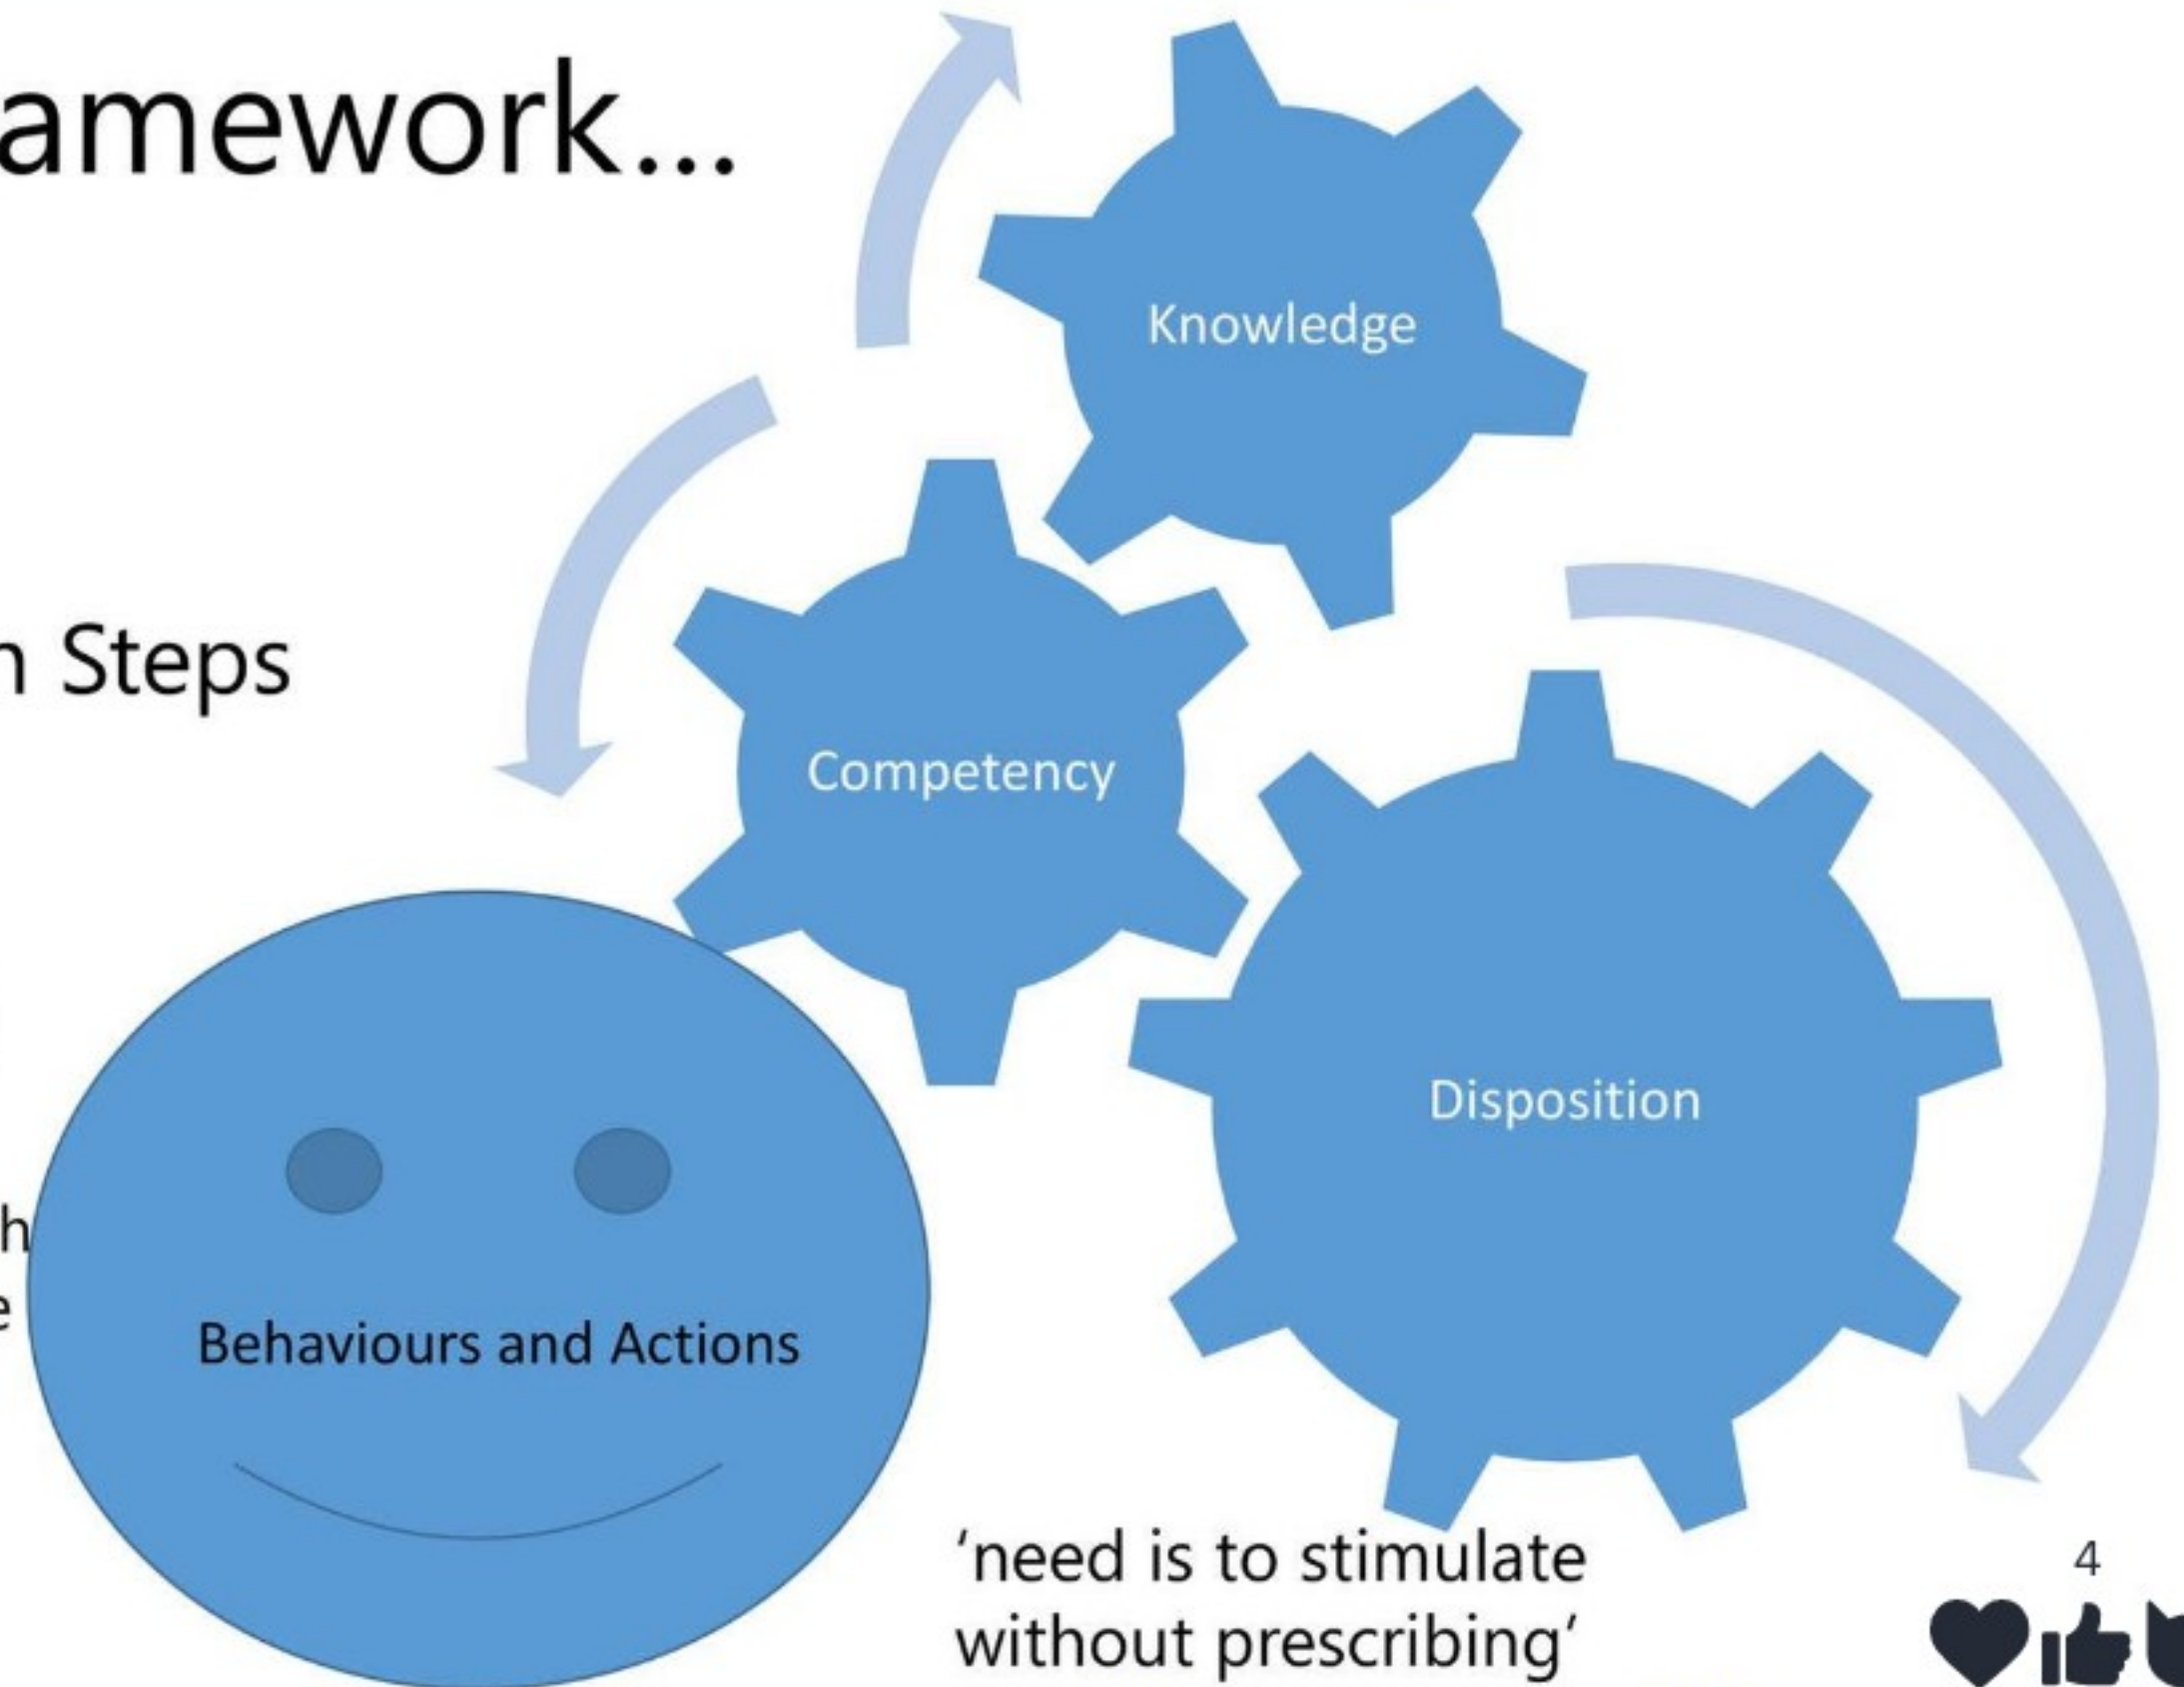 amework...
Knowledge
n Steps
Competency
Disposition
h
e
Behaviours and Actions
‘need is to stimulate
without prescribing’
4